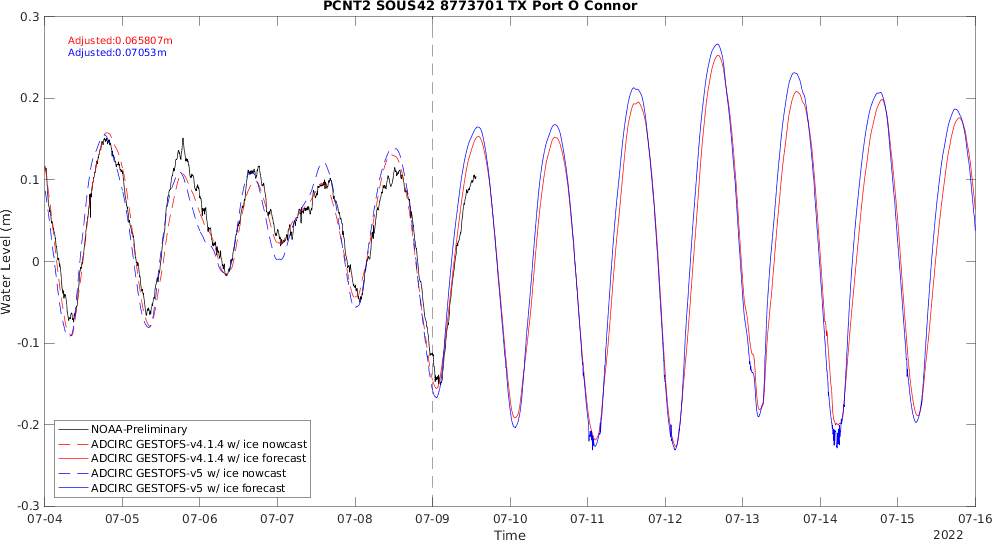 PCNT2 SOUS42 8773701 TX Port O Connor
Adjusted:0.065807m
Adjusted:0.07053m
0.3
0.2
0.1
0
-0.1
-0.2
-0.3
Water Level (m)
NOAA-Preliminary
ADCIRC GESTOFS-v4.1.4 w/ ice nowcast
ADCIRC GESTOFS-v4.1.4 w/ ice forecast
ADCIRC GESTOFS-v5 w/ ice nowcast
ADCIRC GESTOFS-v5 w/ ice forecast
07-04 07-05 07-06 07-07 07-08 07-09 07-10 07-11 07-12 07-13 07-14 07-15 07-16
Time
2022